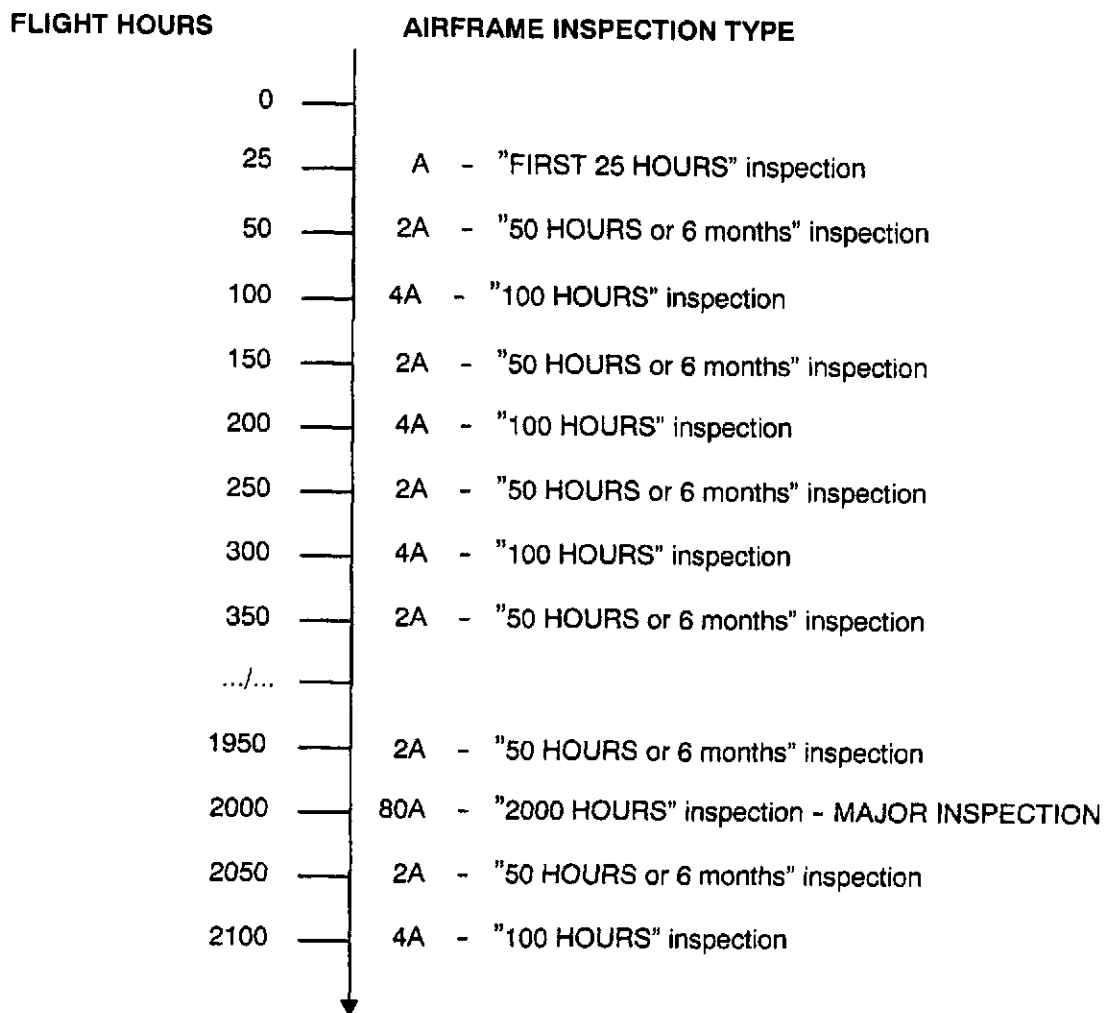 FLIGHT HOURS AIRFRAME INSPECTION TYPE
0
25 A - "FIRST 25 HOURS" inspection
50 2A - "50 HOURS or 6 months" inspection
100 4A - "100 HOURS" inspection
150 2A - "50 HOURS or 6 months" inspection
200 4A - "100 HOURS" inspection
250 2A - "50 HOURS or 6 months" inspection
300 4A - "100 HOURS" inspection
350 2A - "50 HOURS or 6 months" inspection
.../...
1950 2A - "50 HOURS or 6 months" inspection
2000 80A - "2000 HOURS" inspection - MAJOR INSPECTION
2050 2A - "50 HOURS or 6 months" inspection
2100 4A - "100 HOURS" inspection